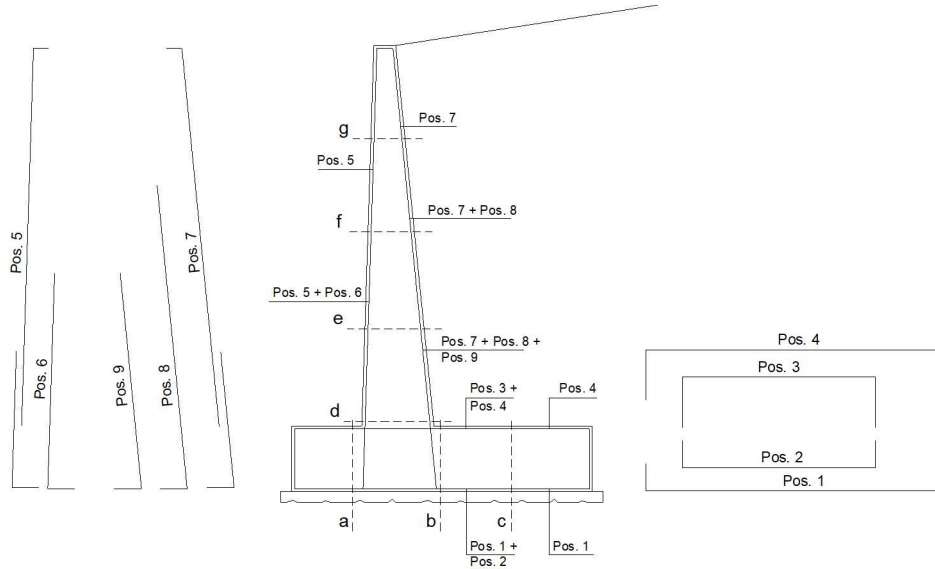 Pos. 5
Pos. 6
Pos. 9
Pos. 8
Pos. 7
g
Pos. 7
Pos. 5
f
Pos. 7 + Pos. 8
Pos. 5 + Pos. 6
e
Pos. 7 + Pos. 8 +
Pos. 9
d
Pos. 3 +
Pos. 4
Pos. 4
a
b
c
Pos. 1 +
Pos. 2
Pos. 1
Pos. 4
Pos. 3
Pos. 2
Pos. 1